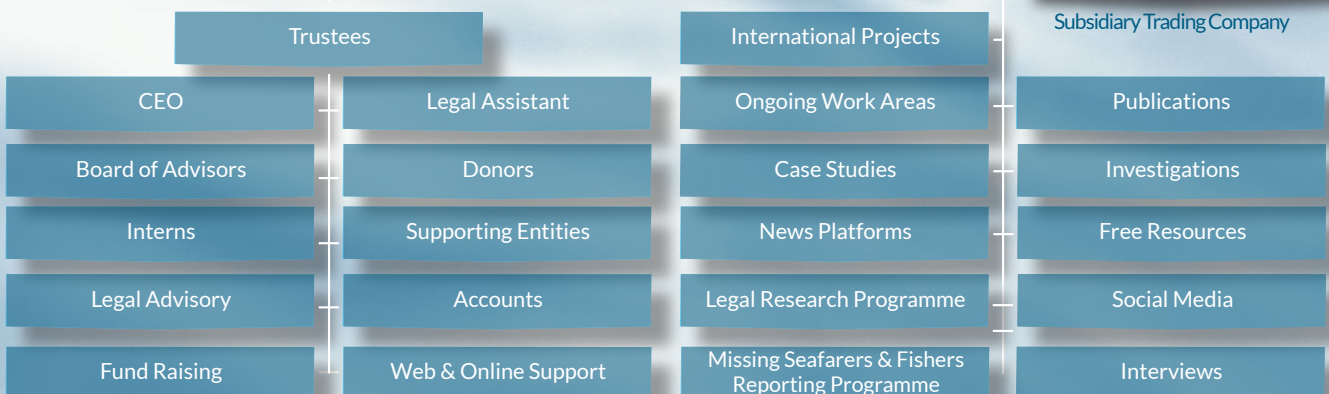 Subsidiary Trading Company
Trustees
International Projects
CEO
Legal Assistant
Ongoing Work Areas
Publications
Board of Advisors
Donors
Case Studies
Investigations
Interns
Supporting Entities
News Platforms
Free Resources
Legal Advisory
Accounts
Legal Research Programme
Social Media
Fund Raising
Web & Online Support
Missing Seafarers & Fishers
Reporting Programme
Interviews